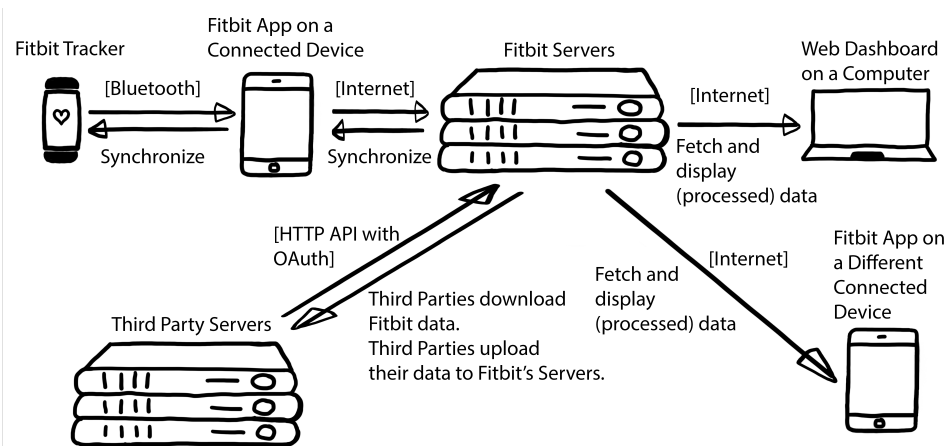 Fitbit Tracker
Fitbit App on a
Connected Device
Fitbit Servers
Web Dashboard
on a Computer
[Bluetooth]
Synchronize
[Internet]
Synchronize
[Internet]
Fetch and
display
(processed) data
[HTTP API with
OAuth]
Third Parties download
Fitbit data.
Third Parties upload
their data to Fitbit's Servers.
Third Party Servers
Fetch and
display
(processed) data
[Internet]
Fitbit App on
a Different
Connected
Device